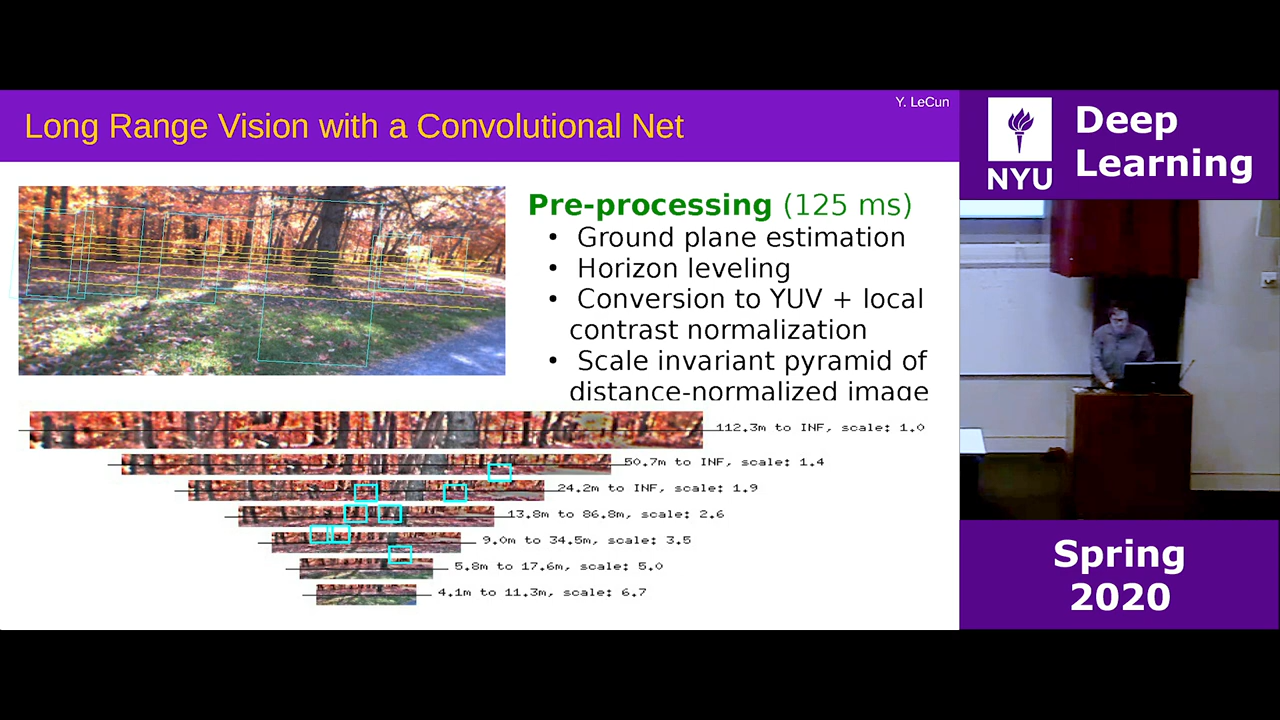 Y. LeCun
Long Range Vision with a Convolutional Net
Pre-processing (125 ms)
• Ground plane estimation
• Horizon leveling
• Conversion to YUV + local
contrast normalization
• Scale invariant pyramid of
distance-normalized image
112.3m to INF, scale: 1.0
50.7m to INF, scale: 1.4
24.2m to INF, scale: 1.9
13.8m to 86.8m, scale: 2.6
9.0m to 34.5m, scale: 3.5
5.8m to 17.6m, scale: 5.0
4.1m to 11.3m, scale: 6.7
NYU
Deep
Learning
Spring
2020